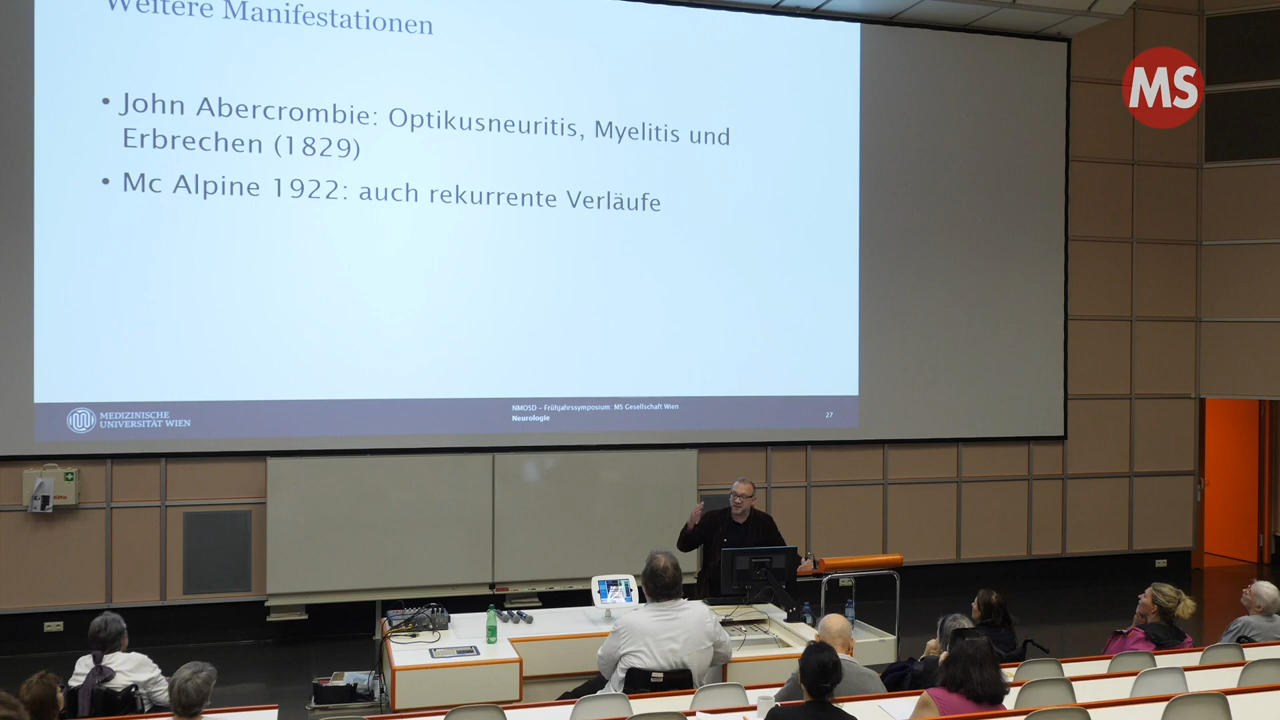 Weitere Manifestationen
MS
• John Abercrombie: Optikusneuritis, Myelitis und
Erbrechen (1829)
• Mc Alpine 1922: auch rekurrente Verläufe
MEDIZINISCHE
UNIVERSITÄT WIEN
NMOSD – Frühjahrssymposium: MS Gesellschaft Wien
Neurologie
27